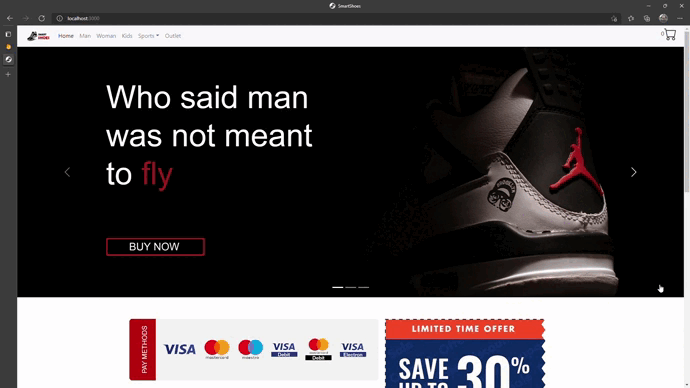 SmartShoes
localhost:3000
Home Man Woman Kids Sports Outlet
0
Who said man
was not meant
to fly
BUY NOW
PAY METHODS
VISA
mastercard
maestro
VISA
Debit
mastercard
Debit
VISA
Electron
LIMITED TIME OFFER
SAVE
UP TO
30%